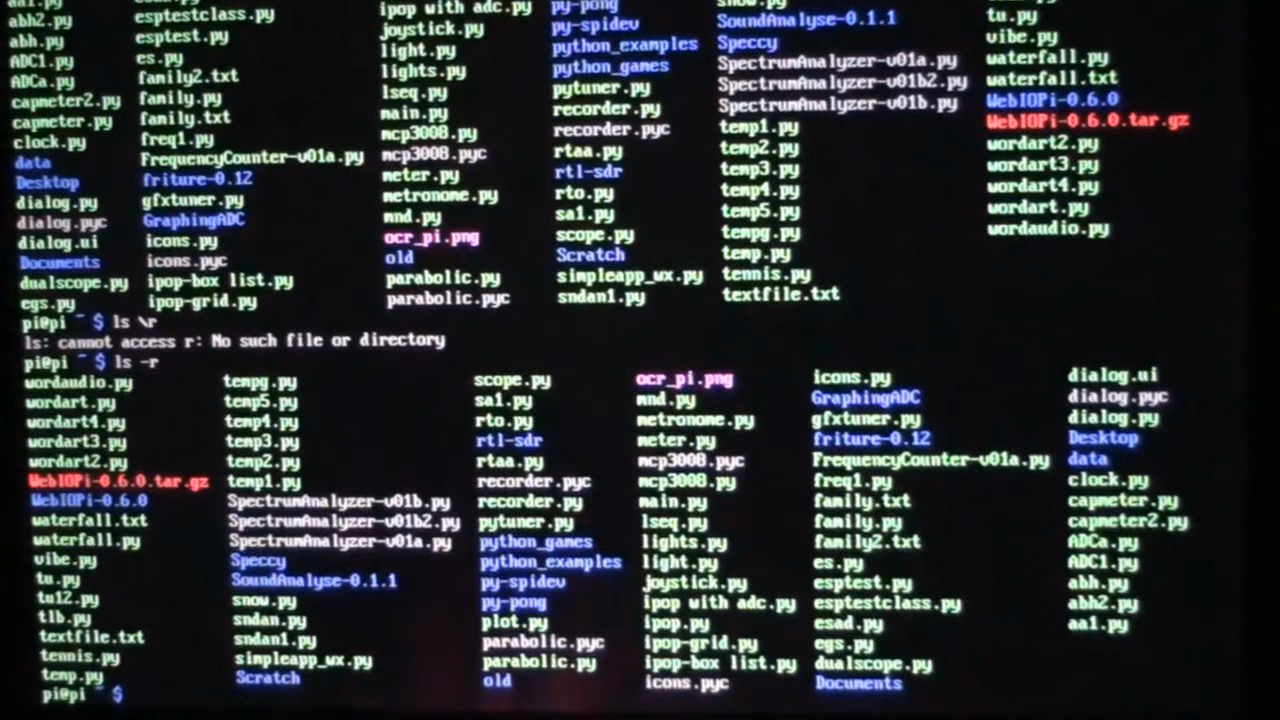 esptestclass.py ipop with adc.py py-pong snow.py
abh2.py esptest.py joystick.py py-spidev SoundAnalyse-0.1.1 tu.py
abh.py es.py light.py python_examples Speccy vibe.py
ADC1.py family2.txt lights.py python_games SpectrumAnalyzer-v01a.py waterfall.py
ADCa.py family.py lseq.py pytuner.py SpectrumAnalyzer-v01b2.py waterfall.txt
capmeter2.py family.txt main.py recorder.py SpectrumAnalyzer-v01b.py WebIOPi-0.6.0
capmeter.py freq1.py mcp3008.py recorder.pyc temp1.py WebIOPi-0.6.0.tar.gz
clock.py FrequencyCounter-v01a.py mcp3008.pyc rtaa.py temp2.py wordart2.py
data friture-0.12 meter.py rtl-sdr temp3.py wordart3.py
Desktop gfxtuner.py metronome.py rto.py temp4.py wordart4.py
dialog.py GraphingADC mnd.py sa1.py temp5.py wordart.py
dialog.pyc icons.py ocr_pi.png scope.py tempg.py wordaudio.py
dialog.ui icons.pyc old Scratch temp.py
Documents ipop-box list.py parabolic.py simpleapp_wx.py tennis.py
dualscope.py ipop-grid.py parabolic.pyc sndan1.py textfile.txt
egs.py
pi@pi ~ $ ls \r
ls: cannot access r: No such file or directory
pi@pi ~ $ ls -r
wordaudio.py tempg.py scope.py ocr_pi.png icons.py dialog.ui
wordart.py temp5.py sa1.py mnd.py GraphingADC dialog.pyc
wordart4.py temp4.py rto.py metronome.py gfxtuner.py dialog.py
wordart3.py temp3.py rtl-sdr meter.py friture-0.12 Desktop
wordart2.py temp2.py rtaa.py mcp3008.pyc FrequencyCounter-v01a.py data
WebIOPi-0.6.0.tar.gz temp1.py recorder.pyc mcp3008.py freq1.py clock.py
WebIOPi-0.6.0 SpectrumAnalyzer-v01b.py recorder.py main.py family.txt capmeter.py
waterfall.txt SpectrumAnalyzer-v01b2.py pytuner.py lseq.py family.py capmeter2.py
waterfall.py SpectrumAnalyzer-v01a.py python_games lights.py family2.txt ADCa.py
vibe.py Speccy python_examples light.py es.py ADC1.py
tu.py SoundAnalyse-0.1.1 py-spidev joystick.py esptest.py abh.py
tu12.py snow.py py-pong ipop with adc.py esptestclass.py abh2.py
tlb.py sndan.py plot.py ipop.py esad.py aa1.py
textfile.txt sndan1.py parabolic.pyc ipop-grid.py egs.py
tennis.py simpleapp_wx.py parabolic.py ipop-box list.py dualscope.py
temp.py Scratch old icons.pyc Documents
pi@pi ~ $